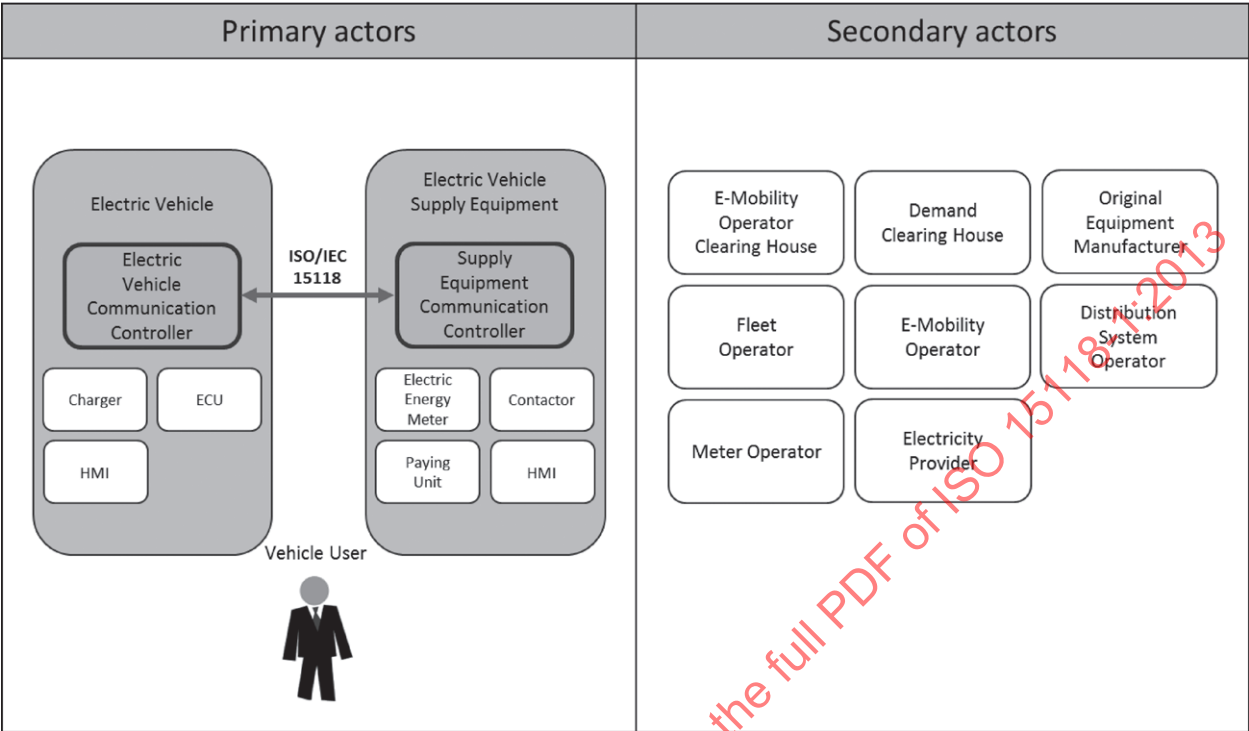 Primary actors
Secondary actors
Electric Vehicle
Electric
Vehicle
Communication
Controller
Charger
ECU
HMI
ISO/IEC
15118
Electric Vehicle
Supply Equipment
Supply
Equipment
Communication
Controller
Electric
Energy
Meter
Contactor
Paying
Unit
HMI
Vehicle User
E-Mobility
Operator
Clearing House
Demand
Clearing House
Original
Equipment
Manufacturer
Fleet
Operator
E-Mobility
Operator
Distribution
System
Operator
Meter Operator
Electricity
Provider
the full PDF of ISO 15118-1:2013